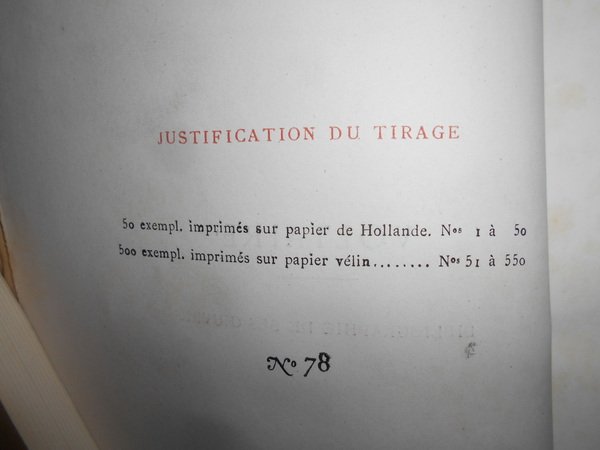 JUSTIFICATION DU TIRAGE
50 exempl. imprimés sur papier de Hollande. Nos 1 à 50
500 exempl. imprimés sur papier vélin........ Nos 51 à 550
No 78